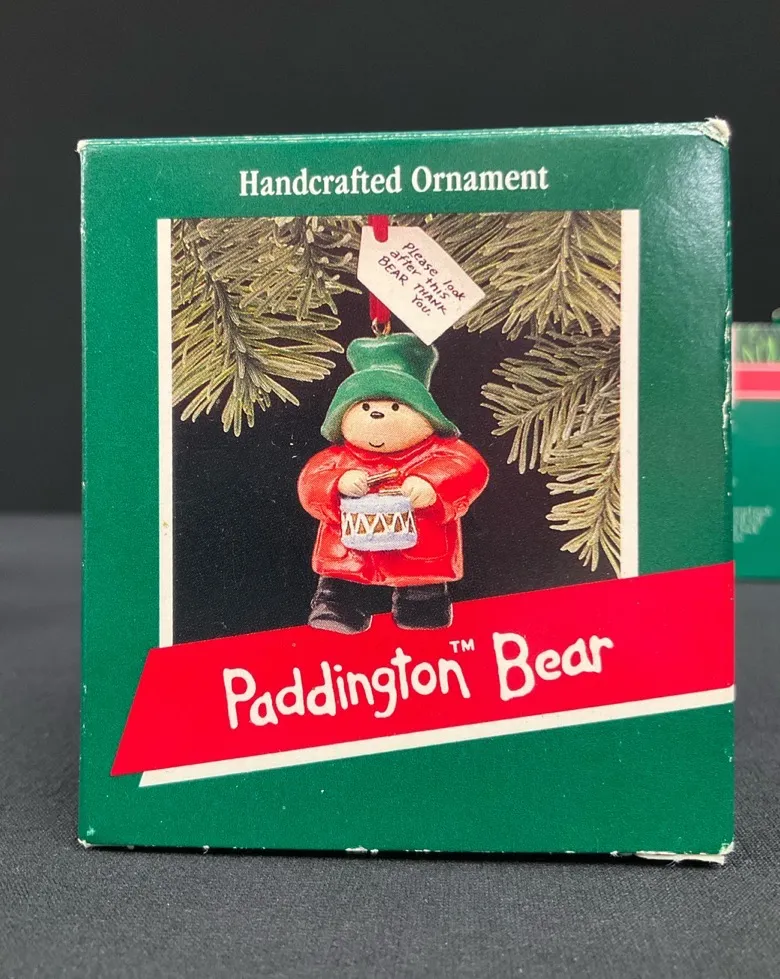 Handcrafted Ornament
Please look
after this
BEAR THANK
YOU.
Paddington™ Bear